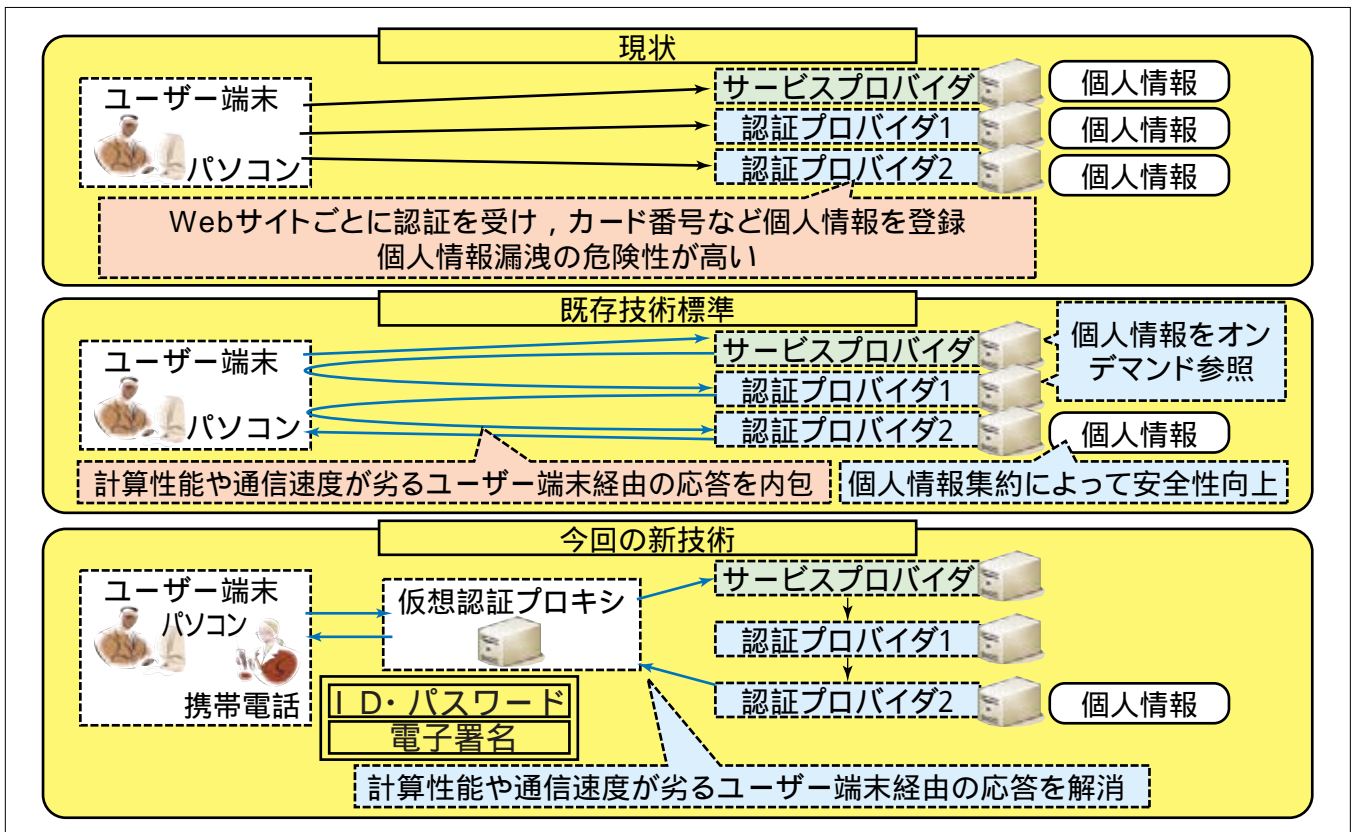 現状
ユーザー端末
パソコン
サービスプロバイダ
個人情報
認証プロバイダ1
個人情報
認証プロバイダ2
個人情報
Webサイトごとに認証を受け，カード番号など個人情報を登録
個人情報漏洩の危険性が高い
既存技術標準
ユーザー端末
パソコン
サービスプロバイダ
認証プロバイダ1
認証プロバイダ2
個人情報をオン
デマンド参照
個人情報
計算性能や通信速度が劣るユーザー端末経由の応答を内包
個人情報集約によって安全性向上
今回の新技術
ユーザー端末
パソコン
携帯電話
仮想認証プロキシ
ＩＤ・パスワード
電子署名
サービスプロバイダ
認証プロバイダ1
認証プロバイダ2
個人情報
計算性能や通信速度が劣るユーザー端末経由の応答を解消